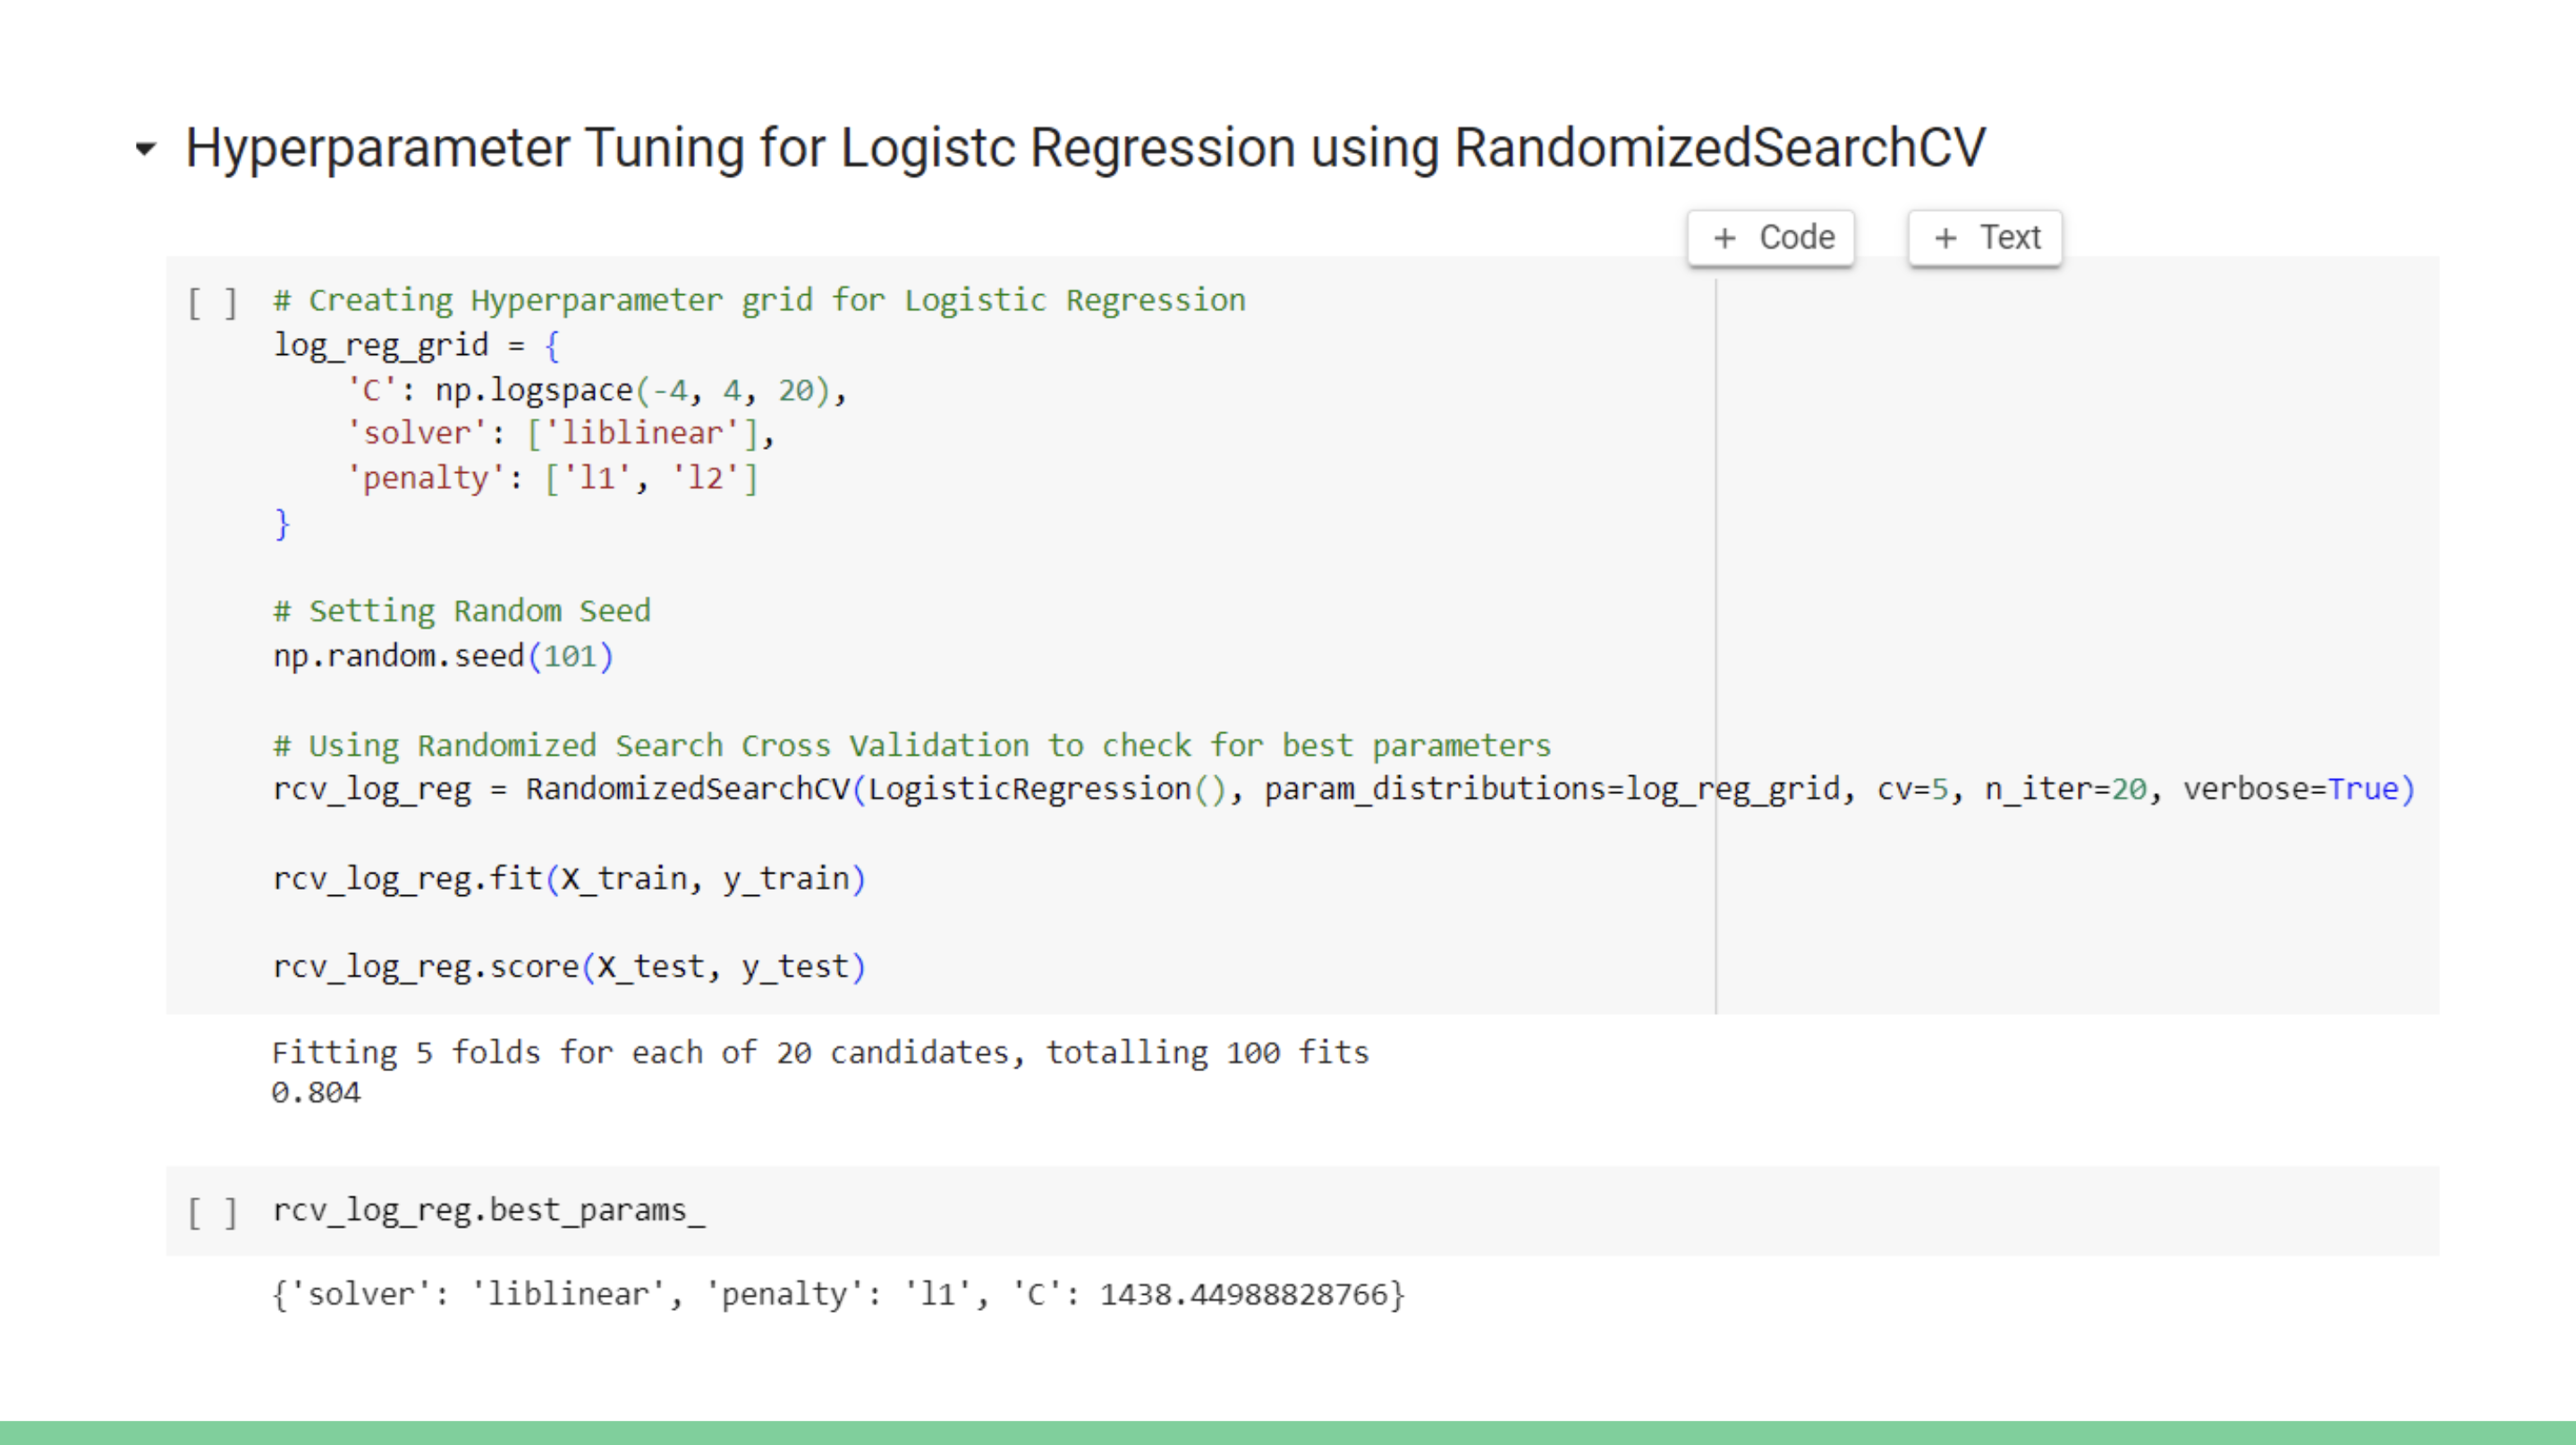 Hyperparameter Tuning for Logistc Regression using RandomizedSearchCV
+ Code + Text
[ ] # Creating Hyperparameter grid for Logistic Regression
log_reg_grid = {
    'C': np.logspace(-4, 4, 20),
    'solver': ['liblinear'],
    'penalty': ['l1', 'l2']
}
# Setting Random Seed
np.random.seed(101)
# Using Randomized Search Cross Validation to check for best parameters
rcv_log_reg = RandomizedSearchCV(LogisticRegression(), param_distributions=log_reg_grid, cv=5, n_iter=20, verbose=True)
rcv_log_reg.fit(X_train, y_train)
rcv_log_reg.score(X_test, y_test)
Fitting 5 folds for each of 20 candidates, totalling 100 fits
0.804
[ ] rcv_log_reg.best_params_
{'solver': 'liblinear', 'penalty': 'l1', 'C': 1438.44988828766}